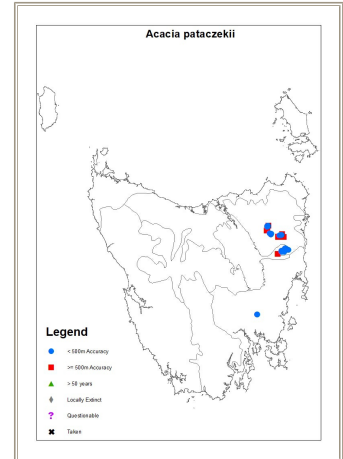 Acacia pataczekii
Legend
< 500m Accuracy
>= 500m Accuracy
> 50 years
Locally Extinct
? Questionable
Taken